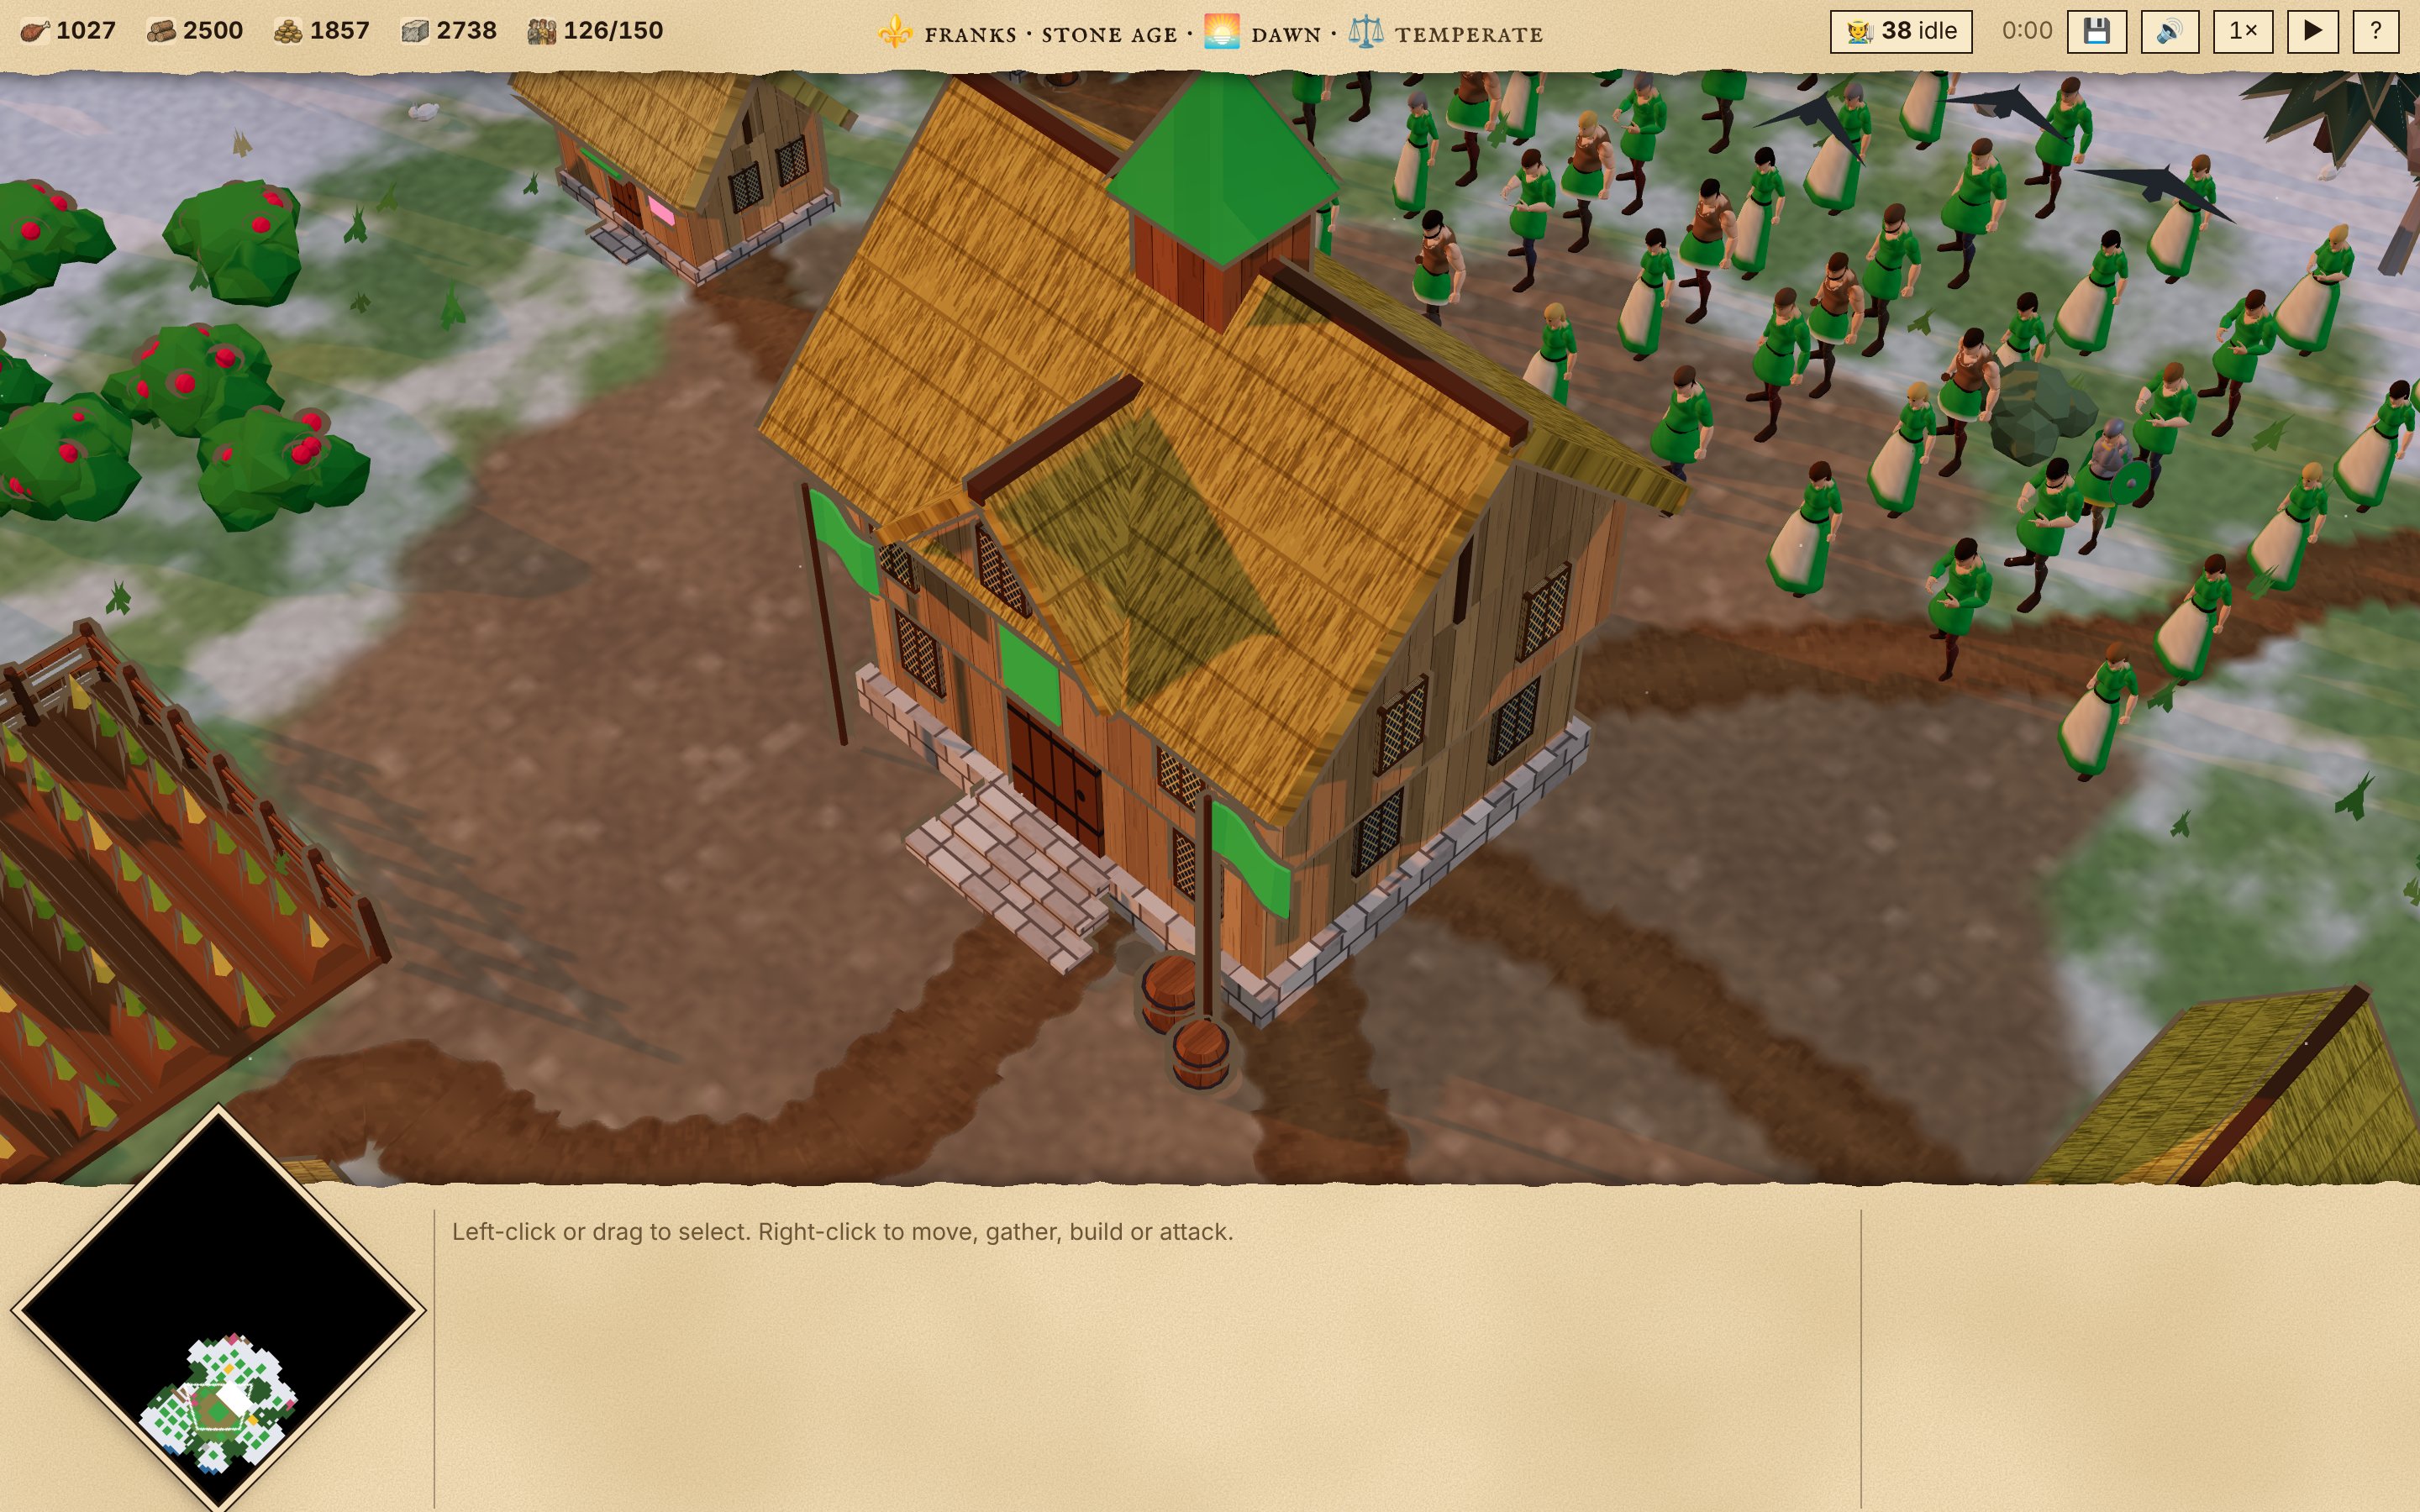 1027 2500 1857 2738 126/150 FRANKS · STONE AGE · DAWN · TEMPERATE 38 idle 0:00 1× ?
Left-click or drag to select. Right-click to move, gather, build or attack.